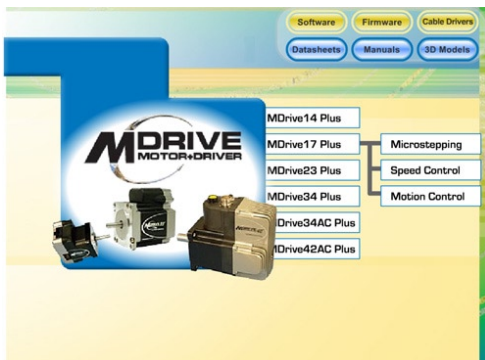 Software Firmware Cable Drivers
Datasheets Manuals 3D Models
MDRIVE
MOTOR+DRIVER
MDrive14 Plus
MDrive17 Plus
MDrive23 Plus
MDrive34 Plus
MDrive34AC Plus
MDrive42AC Plus
Microstepping
Speed Control
Motion Control